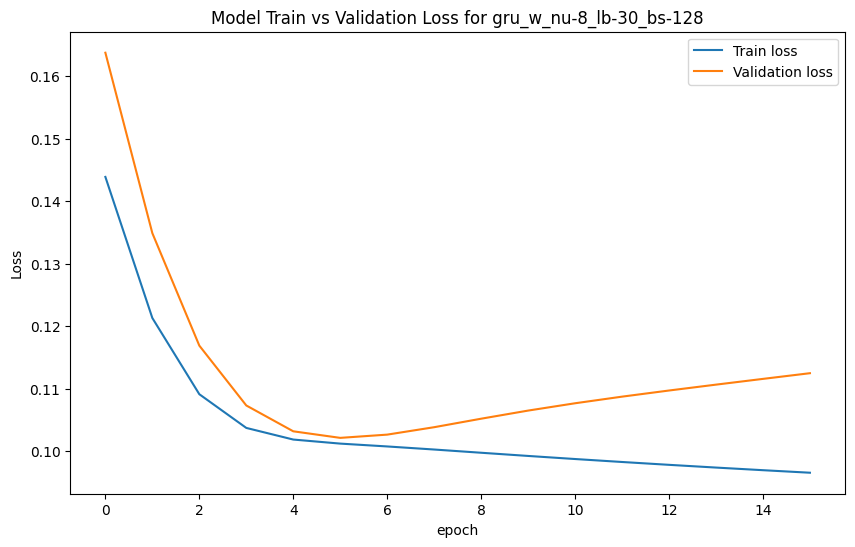 Model Train vs Validation Loss for gru_w_nu-8_lb-30_bs-128
Train loss
Validation loss
0.16
0.15
0.14
0.13
0.12
0.11
0.10
Loss
0 2 4 6 8 10 12 14
epoch